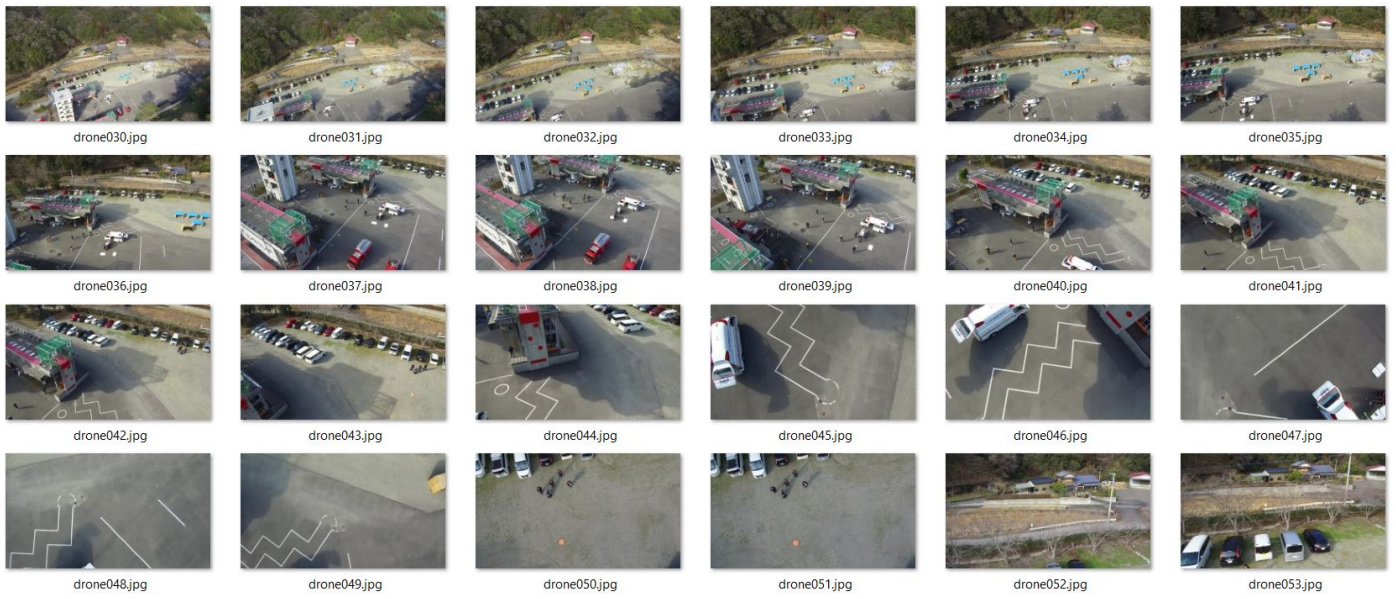 drone030.jpg drone031.jpg drone032.jpg drone033.jpg drone034.jpg drone035.jpg
drone036.jpg drone037.jpg drone038.jpg drone039.jpg drone040.jpg drone041.jpg
drone042.jpg drone043.jpg drone044.jpg drone045.jpg drone046.jpg drone047.jpg
drone048.jpg drone049.jpg drone050.jpg drone051.jpg drone052.jpg drone053.jpg